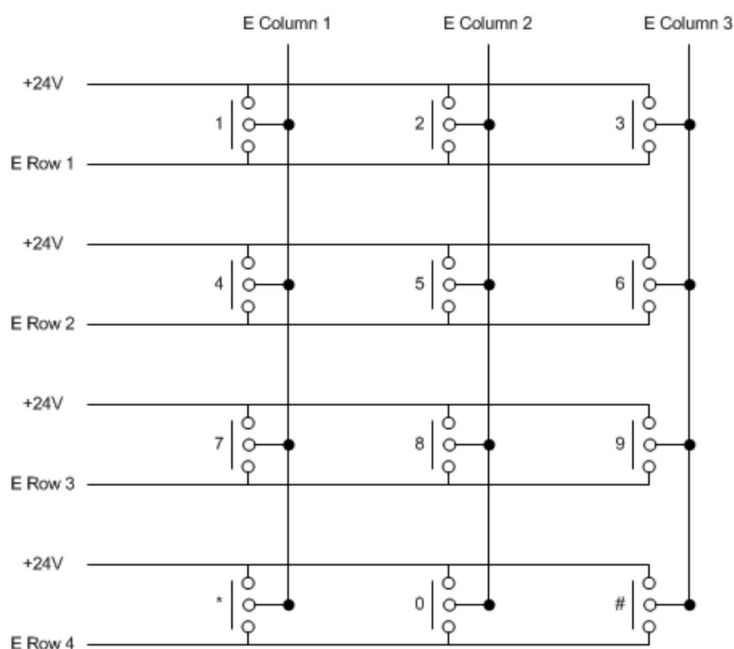 E Column 1 E Column 2 E Column 3
+24V
1 2 3
E Row 1
+24V
4 5 6
E Row 2
+24V
7 8 9
E Row 3
+24V
* 0 #
E Row 4